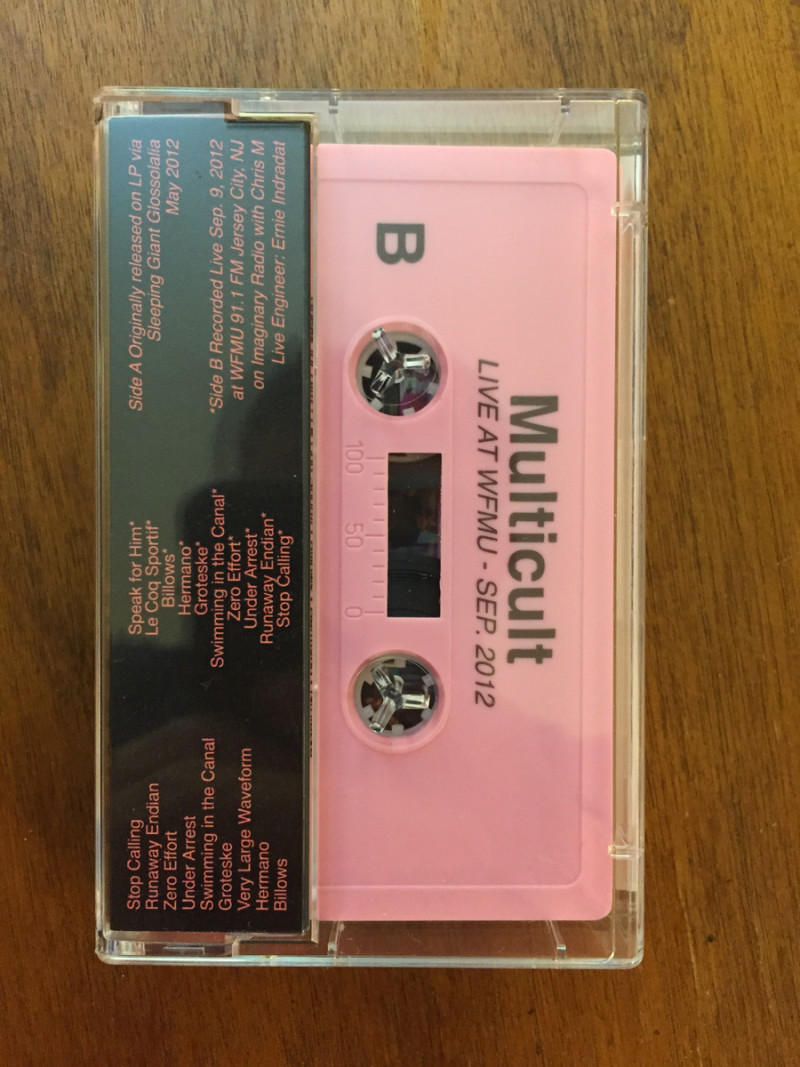 Stop Calling
Runaway Endian
Zero Effort
Under Arrest
Swimming in the Canal
Groteske
Very Large Waveform
Hermano
Billows
Speak for Him*
Le Coq Sportif*
Billows*
Hermano*
Groteske*
Swimming in the Canal*
Zero Effort*
Under Arrest*
Runaway Endian*
Stop Calling*
Side A Originally released on LP via
Sleeping Giant Glossolalia
May 2012
*Side B Recorded Live Sep. 9, 2012
at WFMU 91.1 FM Jersey City, NJ
on Imaginary Radio with Chris M
Live Engineer: Ernie Indradat
B
Multicult
LIVE AT WFMU - SEP. 2012
100 50 0